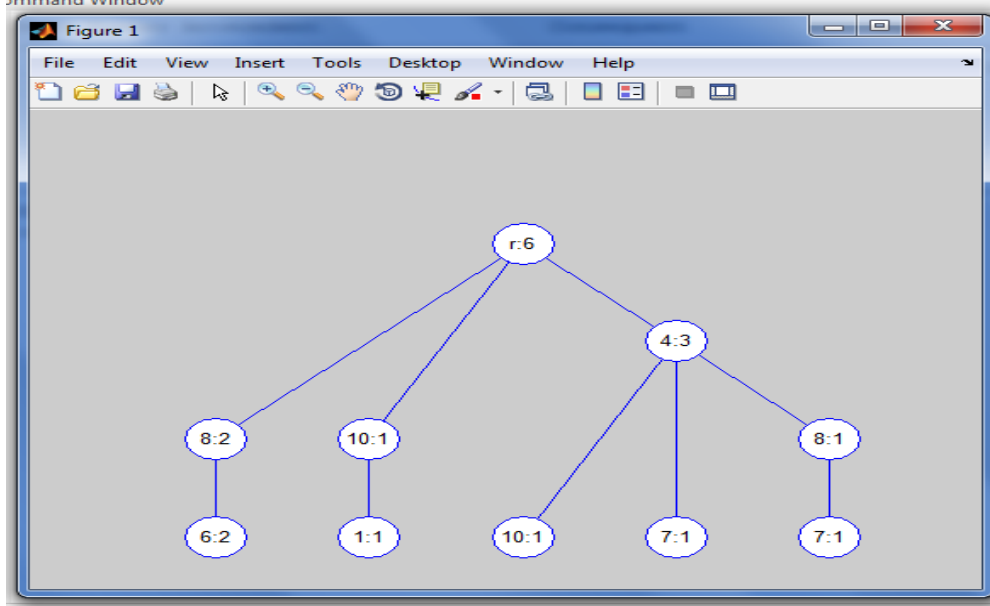 ommand Window
Figure 1
File Edit View Insert Tools Desktop Window Help
r:6
4:3
8:2 10:1 8:1
6:2 1:1 10:1 7:1 7:1